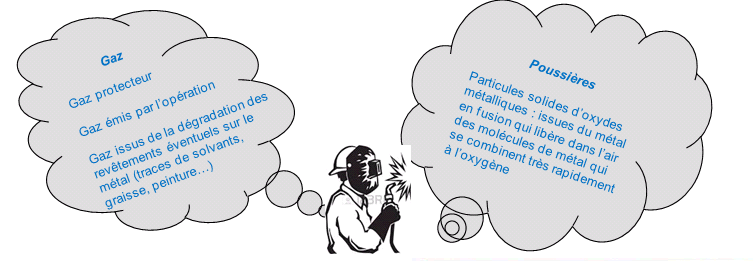 Gaz
Gaz protecteur
Gaz émis par l'opération
Gaz issus de la dégradation des
revêtements éventuels sur le
métal (traces de solvants,
graisse, peinture…)
Poussières
Particules solides d'oxydes
métalliques : issues du métal
en fusion qui libère dans l'air
des molécules de métal qui
se combinent très rapidement
à l'oxygène